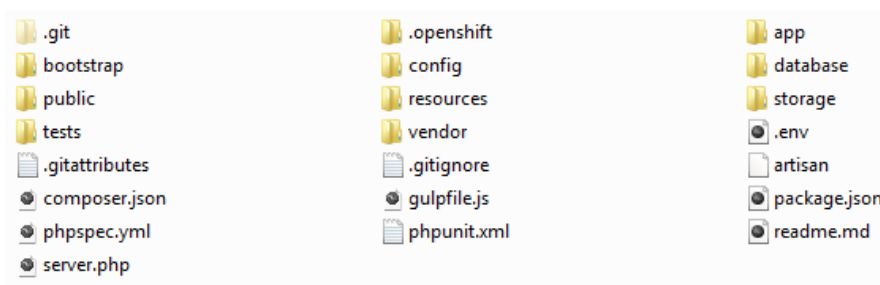 .git .openshift app
bootstrap config database
public resources storage
tests vendor .env
.gitattributes .gitignore artisan
composer.json gulpfile.js package.json
phpspec.yml phpunit.xml readme.md
server.php